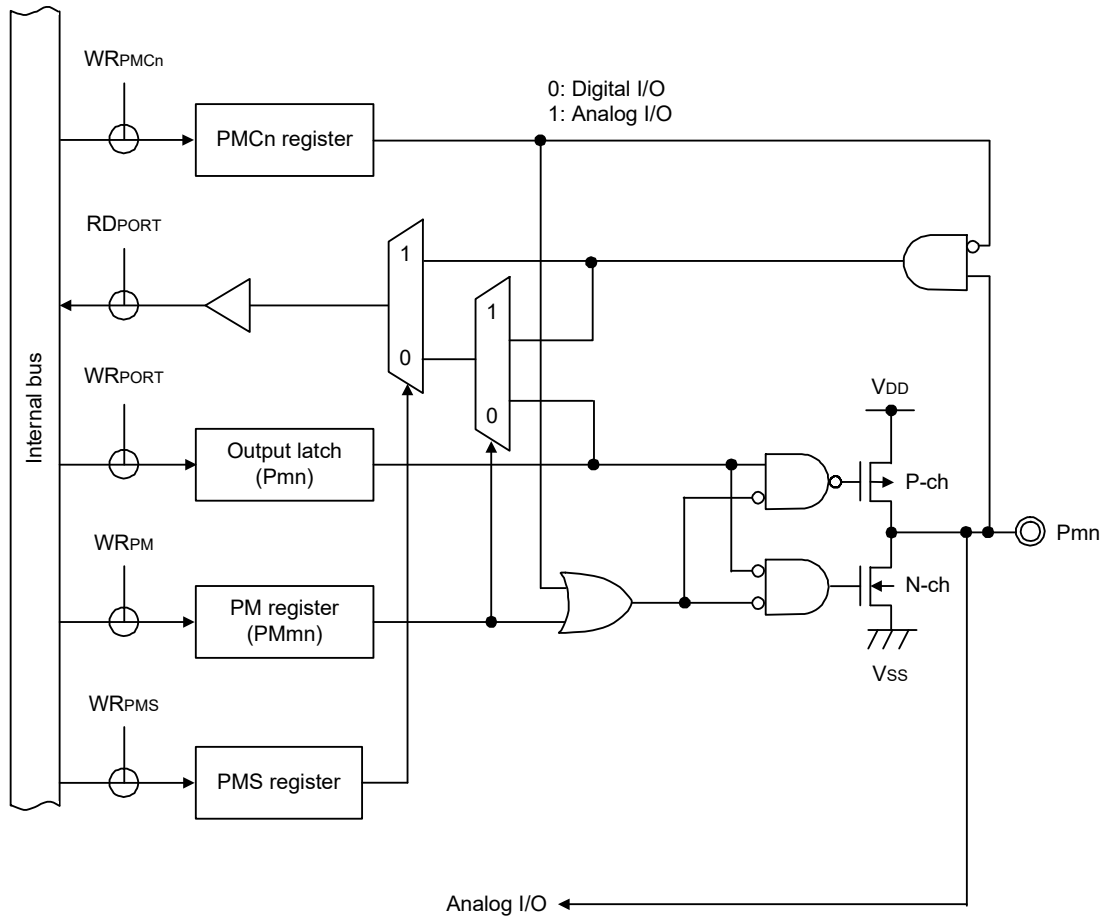 WRPMCn
0: Digital I/O
1: Analog I/O
PMCn register
RDPORT
1
1
0
WRPORT
0
VDD
Internal bus
Output latch
(Pmn)
P-ch
Pmn
WRPM
N-ch
PM register
(PMmn)
VSS
WRPMS
PMS register
Analog I/O